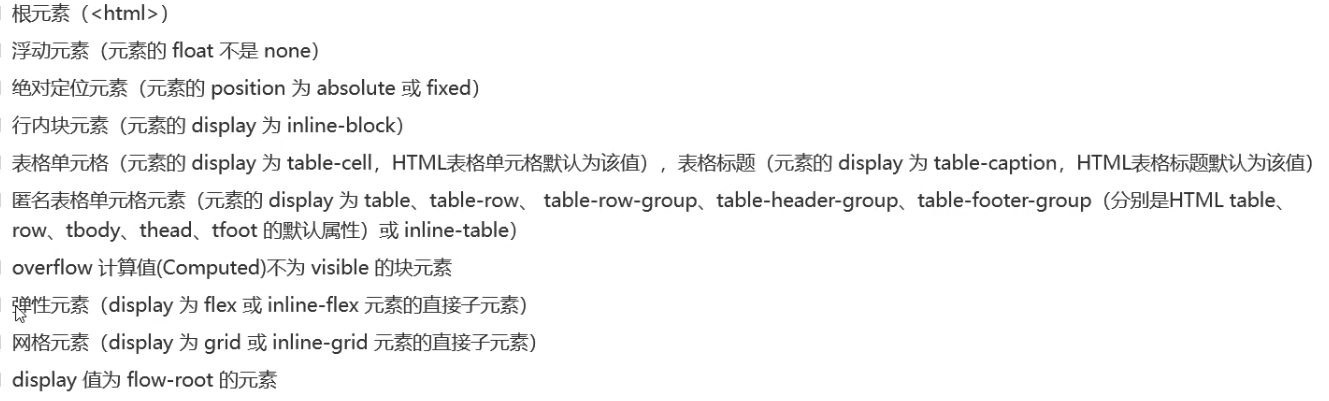 根元素（<html>）
浮动元素（元素的 float 不是 none）
绝对定位元素（元素的 position 为 absolute 或 fixed）
行内块元素（元素的 display 为 inline-block）
表格单元格（元素的 display 为 table-cell，HTML表格单元格默认为该值），表格标题（元素的 display 为 table-caption，HTML表格标题默认为该值）
匿名表格单元格元素（元素的 display 为 table、table-row、 table-row-group、table-header-group、table-footer-group（分别是HTML table、
row、tbody、thead、tfoot 的默认属性）或 inline-table）
overflow 计算值(Computed)不为 visible 的块元素
弹性元素（display 为 flex 或 inline-flex 元素的直接子元素）
网格元素（display 为 grid 或 inline-grid 元素的直接子元素）
display 值为 flow-root 的元素